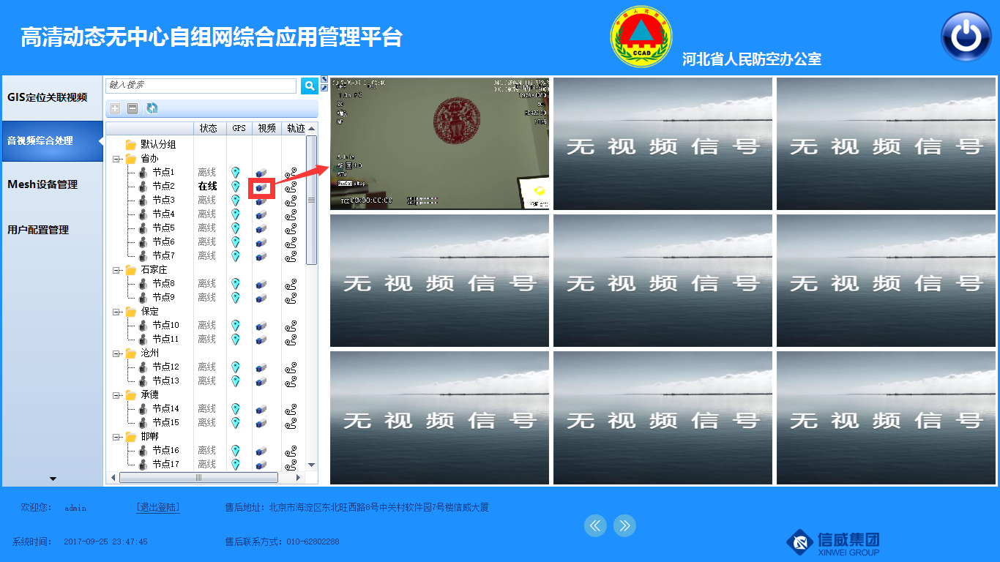 高清动态无中心自组网综合应用管理平台
中国人民防空
CCAD
河北省人民防空办公室
GIS定位关联视频
音视频综合处理
Mesh设备管理
用户配置管理
键入搜索
状态 GPS 视频 轨迹
默认分组
省办
节点1 离线
节点2 在线
节点3 离线
节点4 离线
节点5 离线
节点6 离线
节点7 离线
石家庄
节点8 离线
节点9 离线
保定
节点10 离线
节点11 离线
沧州
节点12 离线
节点13 离线
承德
节点14 离线
节点15 离线
邯郸
节点16 离线
节点17 离线
无视频信号
无视频信号
无视频信号
无视频信号
无视频信号
无视频信号
无视频信号
无视频信号
欢迎您: admin [退出登陆] 售后地址: 北京市海淀区东北旺西路8号中关村软件园7号楼信威大厦
系统时间: 2017-09-25 23:47:45 售后联系方式: 010-62802288
信威集团
XINWEI GROUP